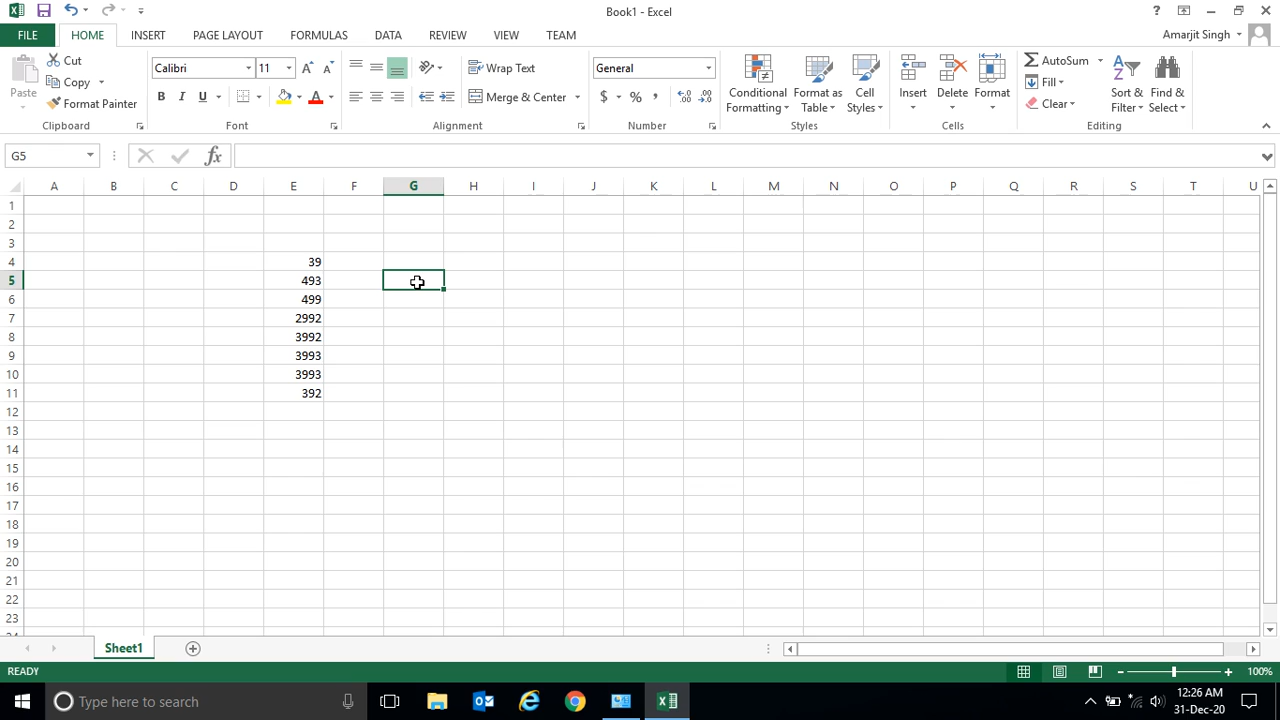 Book1 - Excel
?
FILE HOME INSERT PAGE LAYOUT FORMULAS DATA REVIEW VIEW TEAM Amarjit Singh
Paste
Cut
Copy
Format Painter
Clipboard
Calibri 11
B I U A
Font
Wrap Text
Merge & Center
Alignment
General
$ % ,
Number
Conditional
Formatting
Format as
Table
Cell
Styles
Styles
Insert
Delete
Format
Cells
AutoSum
Fill
Clear
Sort &
Filter
Find &
Select
Editing
G5 fx
A B C D E F G H I J K L M N O P Q R S T U
1
2
3
4 39
5 493
6 499
7 2992
8 3992
9 3993
10 3993
11 392
12
13
14
15
16
17
18
19
20
21
22
23
24
Sheet1
READY 100%
Type here to search
12:26 AM
31-Dec-20